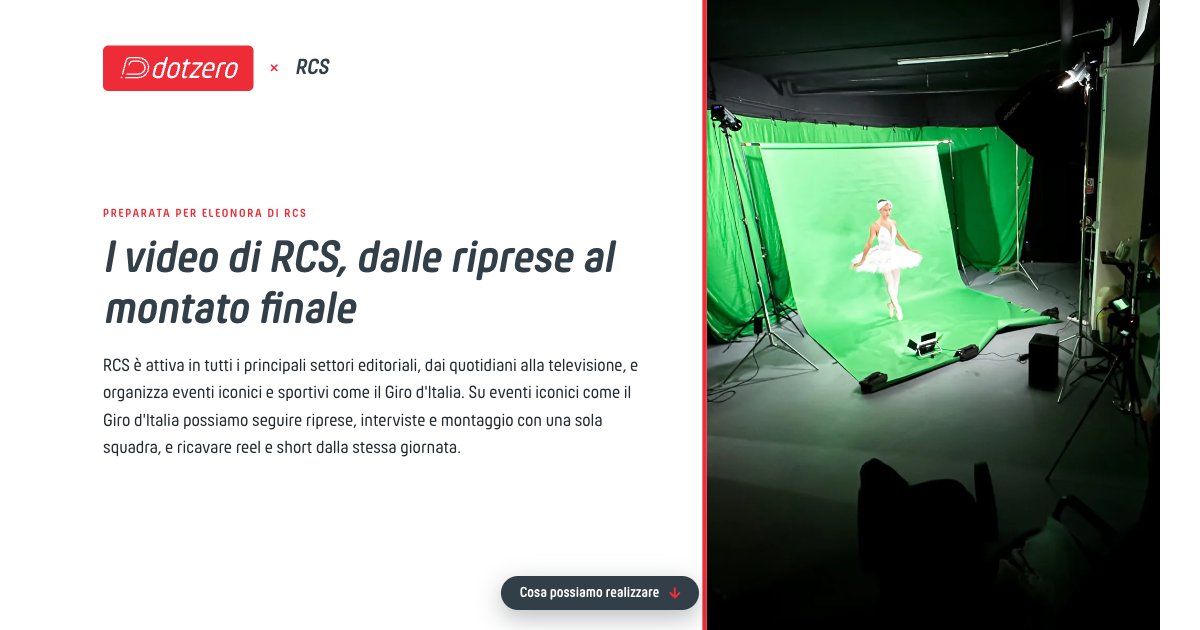 dotzero × RCS
PREPARATA PER ELEONORA DI RCS
I video di RCS, dalle riprese al
montato finale
RCS è attiva in tutti i principali settori editoriali, dai quotidiani alla televisione, e
organizza eventi iconici e sportivi come il Giro d'Italia. Su eventi iconici come il
Giro d'Italia possiamo seguire riprese, interviste e montaggio con una sola
squadra, e ricavare reel e short dalla stessa giornata.
Cosa possiamo realizzare ↓